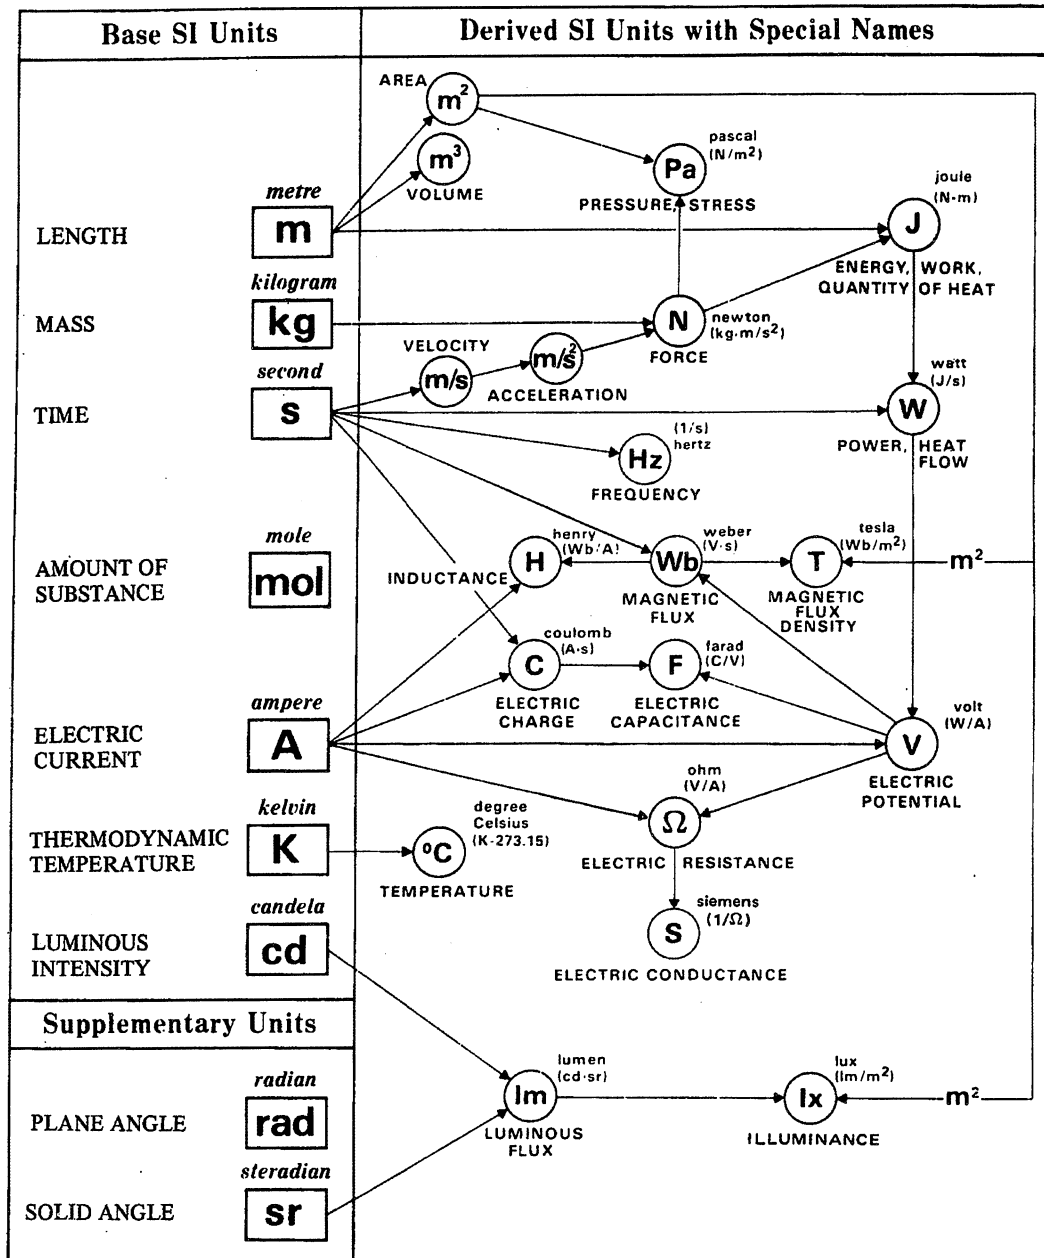 Base SI Units
Derived SI Units with Special Names
AREA
m²
m³
VOLUME
pascal
(N/m²)
Pa
PRESSURE, STRESS
metre
LENGTH
m
joule
(N·m)
J
ENERGY, WORK,
QUANTITY OF HEAT
kilogram
MASS
kg
N
newton
(kg·m/s²)
FORCE
VELOCITY
m/s
m/s²
ACCELERATION
second
TIME
s
watt
(J/s)
W
POWER, HEAT
FLOW
(1/s)
hertz
Hz
FREQUENCY
mole
AMOUNT OF
SUBSTANCE
mol
henry
(Wb/A)
H
INDUCTANCE
weber
(V·s)
Wb
MAGNETIC
FLUX
tesla
(Wb/m²)
T
MAGNETIC
FLUX
DENSITY
m²
coulomb
(A·s)
C
ELECTRIC
CHARGE
farad
(C/V)
F
ELECTRIC
CAPACITANCE
ampere
ELECTRIC
CURRENT
A
volt
(W/A)
V
ELECTRIC
POTENTIAL
ohm
(V/A)
Ω
ELECTRIC RESISTANCE
kelvin
THERMODYNAMIC
TEMPERATURE
K
degree
Celsius
(K-273.15)
°C
TEMPERATURE
siemens
(1/Ω)
S
ELECTRIC CONDUCTANCE
candela
LUMINOUS
INTENSITY
cd
Supplementary Units
radian
PLANE ANGLE
rad
lumen
(cd·sr)
lm
LUMINOUS
FLUX
lux
(lm/m²)
lx
ILLUMINANCE
m²
steradian
SOLID ANGLE
sr